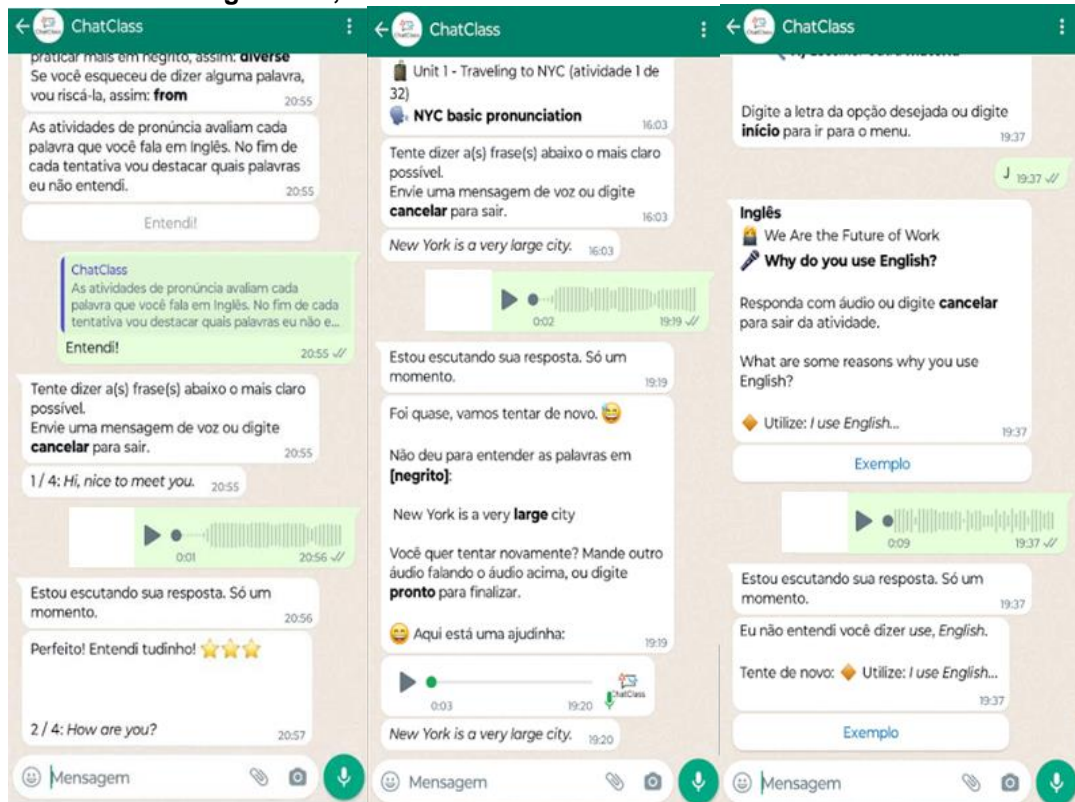 ChatClass
praticar mais em negrito, assim: diverse
Se você esqueceu de dizer alguma palavra,
vou riscá-la, assim: from
20:55
As atividades de pronúncia avaliam cada
palavra que você fala em Inglês. No fim de
cada tentativa vou destacar quais palavras
eu não entendi.
20:55
Entendi!
ChatClass
As atividades de pronúncia avaliam cada
palavra que você fala em Inglês. No fim de cada
tentativa vou destacar quais palavras eu não e...
Entendi!
20:55
Tente dizer a(s) frase(s) abaixo o mais claro
possível.
Envie uma mensagem de voz ou digite
cancelar para sair.
20:55
1 / 4: Hi, nice to meet you. 20:55
0:01 20:56
Estou escutando sua resposta. Só um
momento.
20:56
Perfeito! Entendi tudinho!
2 / 4: How are you?
20:57
Mensagem
ChatClass
Unit 1 - Traveling to NYC (atividade 1 de
32)
NYC basic pronunciation
16:03
Tente dizer a(s) frase(s) abaixo o mais claro
possível.
Envie uma mensagem de voz ou digite
cancelar para sair.
16:03
New York is a very large city. 16:03
0:02 19:19
Estou escutando sua resposta. Só um
momento.
19:19
Foi quase, vamos tentar de novo.
Não deu para entender as palavras em
[negrito]:
New York is a very large city
Você quer tentar novamente? Mande outro
áudio falando o áudio acima, ou digite
pronto para finalizar.
Aqui está uma ajudinha:
19:19
0:03 19:20
ChatClass
New York is a very large city. 19:20
Mensagem
ChatClass
Digite a letra da opção desejada ou digite
início para ir para o menu.
19:37
J 19:37
Inglês
We Are the Future of Work
Why do you use English?
Responda com áudio ou digite cancelar
para sair da atividade.
What are some reasons why you use
English?
Utilize: I use English...
19:37
Exemplo
0:09 19:37
Estou escutando sua resposta. Só um
momento.
19:37
Eu não entendi você dizer use, English.
Tente de novo: Utilize: I use English...
19:37
Exemplo
Mensagem